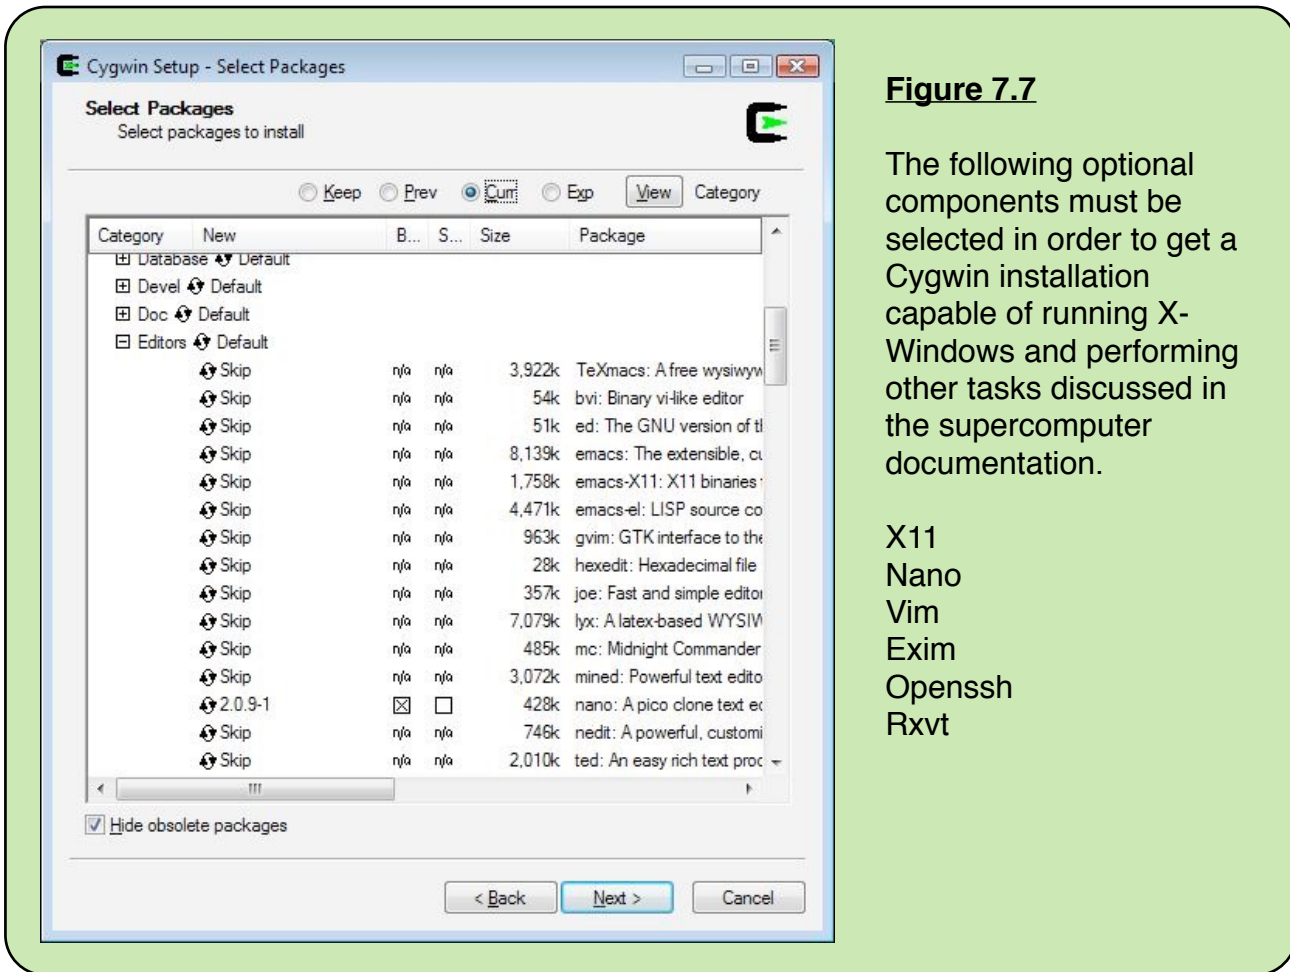 Cygwin Setup - Select Packages
Select Packages
Select packages to install
Keep Prev Curr Exp View Category
Category New B... S... Size Package
Database Default
Devel Default
Doc Default
Editors Default
Skip n/a n/a 3,922k TeXmacs: A free wysiwyw
Skip n/a n/a 54k bvi: Binary vi-like editor
Skip n/a n/a 51k ed: The GNU version of tl
Skip n/a n/a 8,139k emacs: The extensible, cu
Skip n/a n/a 1,758k emacs-X11: X11 binaries
Skip n/a n/a 4,471k emacs-el: LISP source co
Skip n/a n/a 963k gvim: GTK interface to the
Skip n/a n/a 28k hexedit: Hexadecimal file
Skip n/a n/a 357k joe: Fast and simple editor
Skip n/a n/a 7,079k lyx: A latex-based WYSIW
Skip n/a n/a 485k mc: Midnight Commander
Skip n/a n/a 3,072k mined: Powerful text edito
2.0.9-1 428k nano: A pico clone text ed
Skip n/a n/a 746k nedit: A powerful, customi
Skip n/a n/a 2,010k ted: An easy rich text proc
Hide obsolete packages
< Back Next > Cancel
Figure 7.7
The following optional
components must be
selected in order to get a
Cygwin installation
capable of running X-
Windows and performing
other tasks discussed in
the supercomputer
documentation.
X11
Nano
Vim
Exim
Openssh
Rxvt